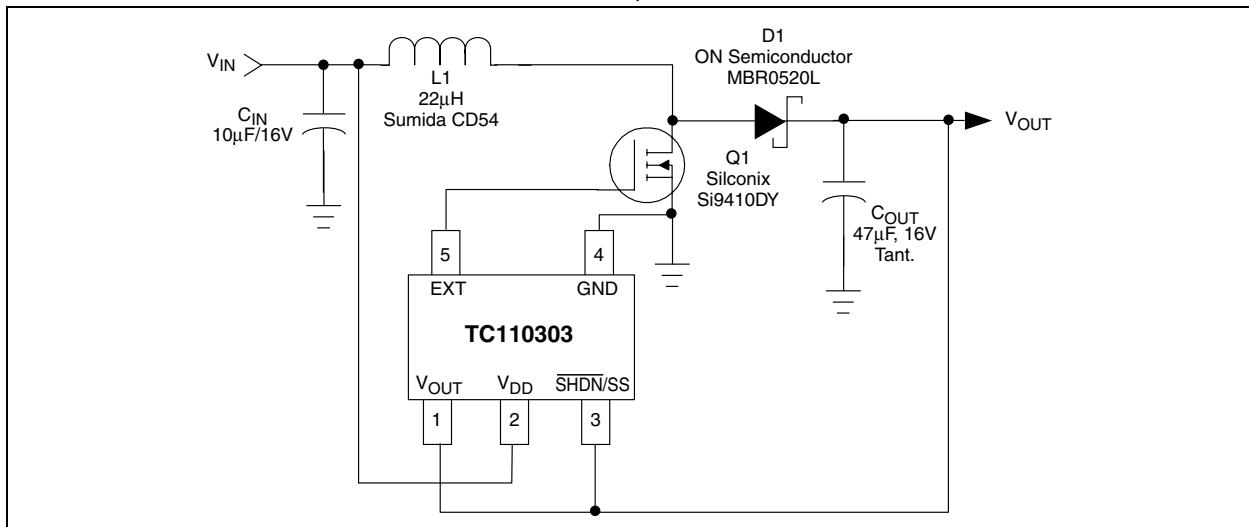 D1
ON Semiconductor
MBR0520L
VIN
L1
22µH
Sumida CD54
CIN
10µF/16V
VOUT
Q1
Silconix
Si9410DY
COUT
47µF, 16V
Tant.
5
4
EXT
GND
TC110303
VOUT
VDD
SHDN/SS
1
2
3